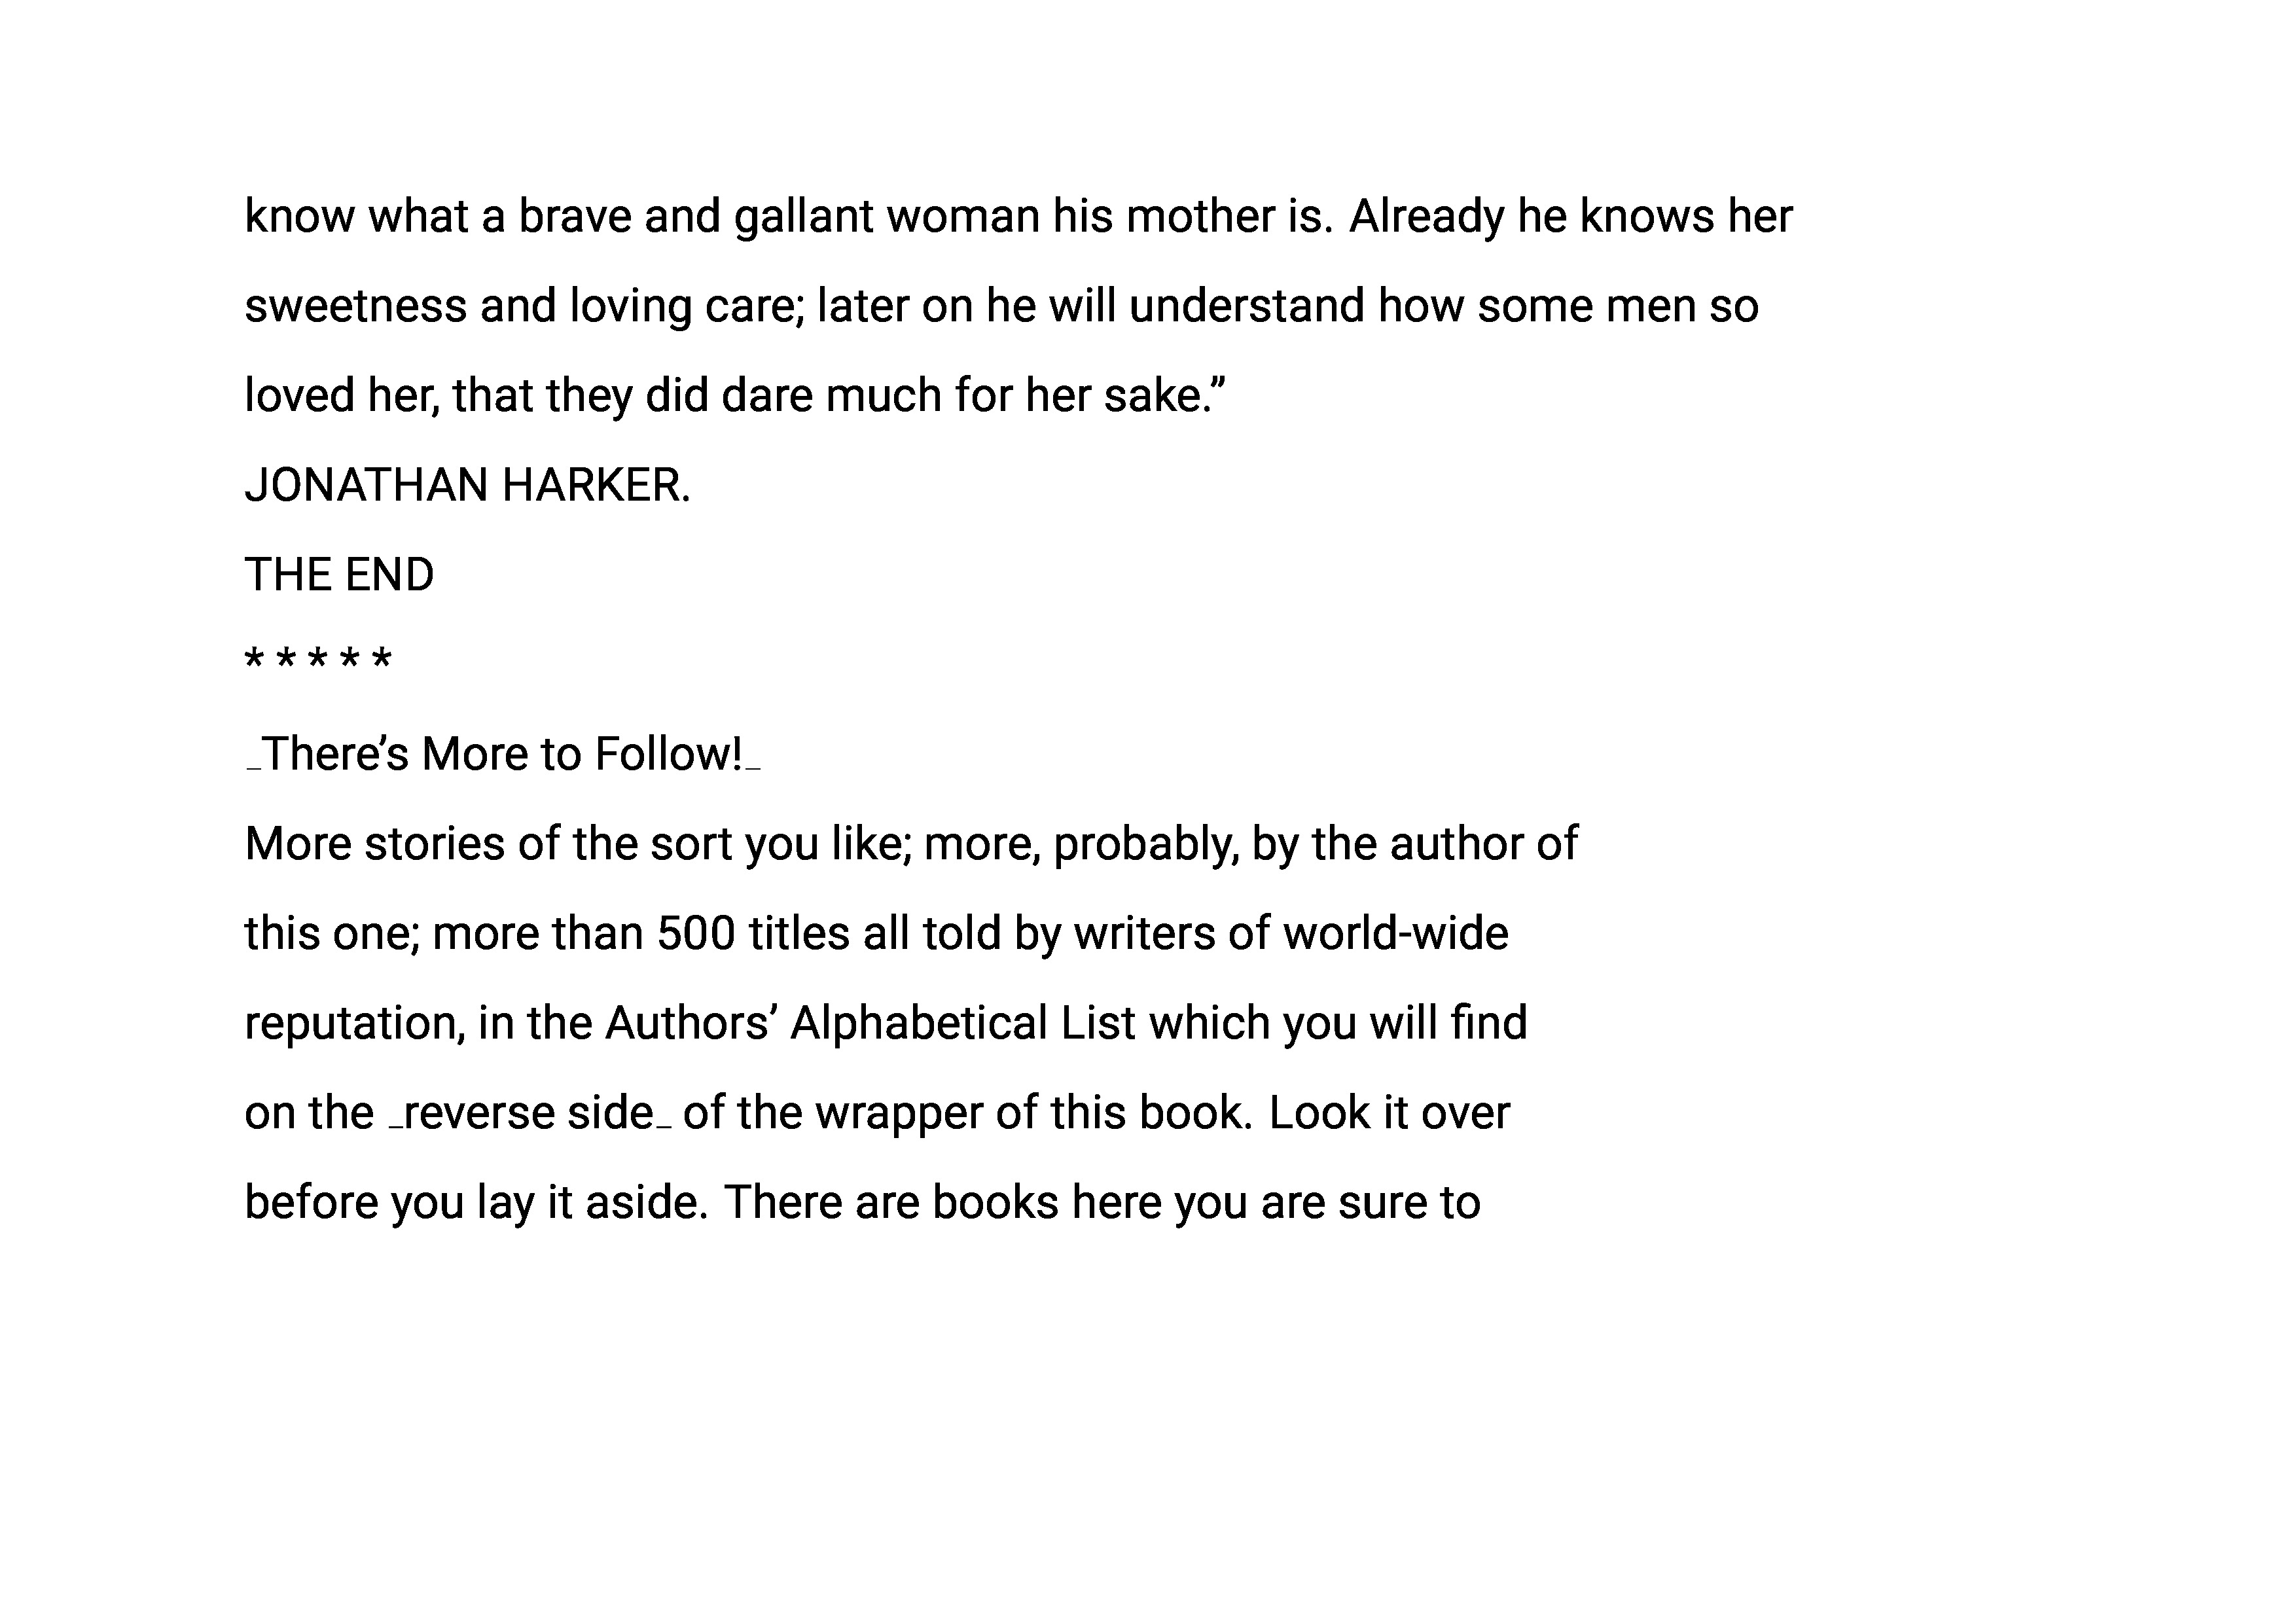 know what a brave and gallant woman his mother is. Already he knows her
sweetness and loving care; later on he will understand how some men so
loved her, that they did dare much for her sake.”
JONATHAN HARKER.
THE END
* * * * *
_There’s More to Follow!_
More stories of the sort you like; more, probably, by the author of
this one; more than 500 titles all told by writers of world-wide
reputation, in the Authors’ Alphabetical List which you will find
on the _reverse side_ of the wrapper of this book. Look it over
before you lay it aside. There are books here you are sure to